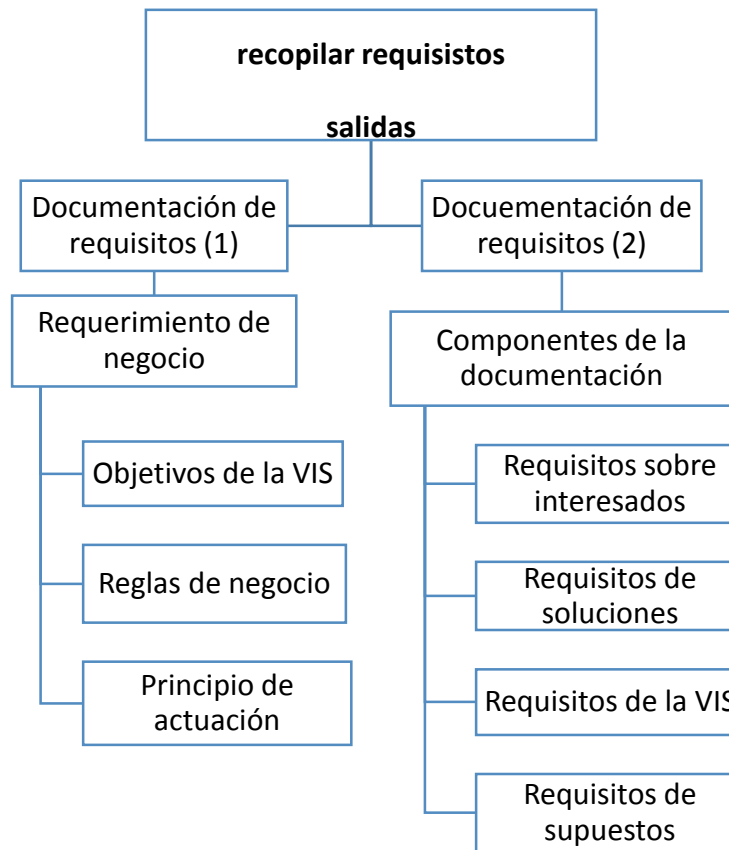 recopilar requisistos
salidas
Documentación de
requisitos (1)
Docuementación de
requisitos (2)
Requerimiento de
negocio
Componentes de la
documentación
Objetivos de la VIS
Reglas de negocio
Principio de
actuación
Requisitos sobre
interesados
Requisitos de
soluciones
Requisitos de la VIS
Requisitos de
supuestos